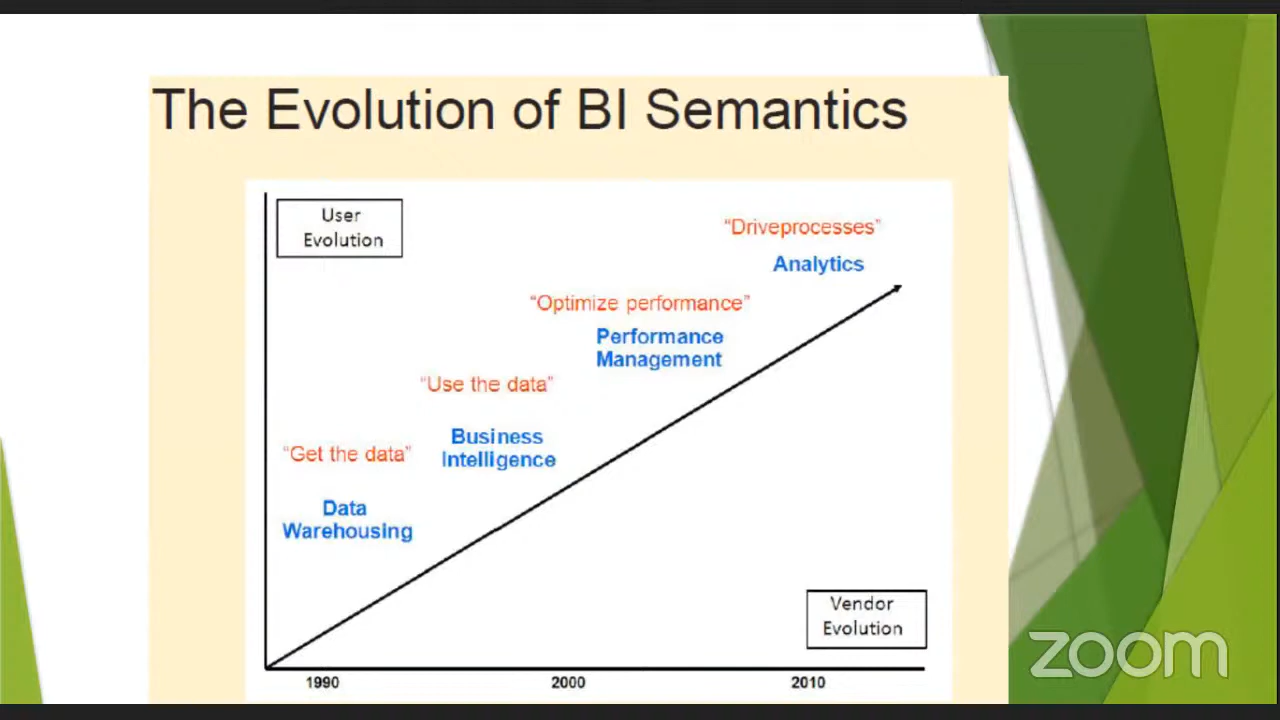 The Evolution of BI Semantics
User
Evolution
“Driveprocesses”
Analytics
“Optimize performance”
Performance
Management
“Use the data”
Business
Intelligence
“Get the data”
Data
Warehousing
Vendor
Evolution
1990 2000 2010
zoom